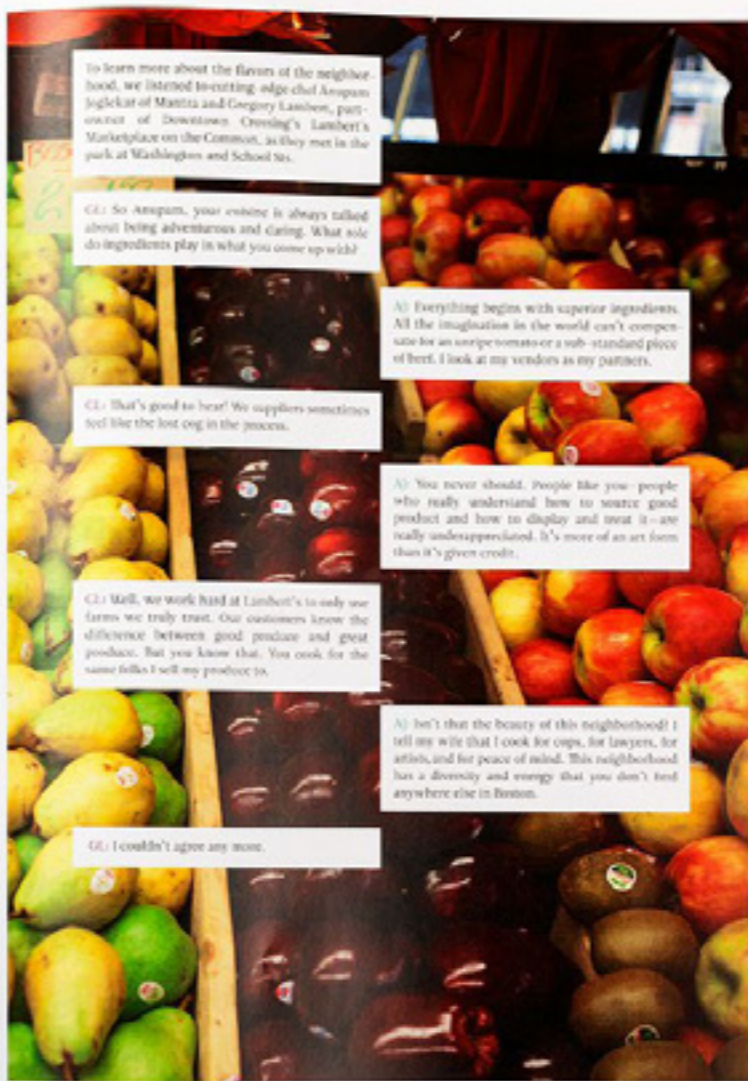 To learn more about the flavors of the neighbor-
hood, we listened to cutting-edge chef Anupam
Joglekar of Mantra and Gregory Lambert, part-
owner of Downtown Crossing's Lambert's
Marketplace on the Common, as they met in the
park at Washington and School Sts.
GL: So Anupam, your cuisine is always talked
about being adventurous and daring. What role
do ingredients play in what you come up with?
AJ: Everything begins with superior ingredients.
All the imagination in the world can't compen-
sate for an unripe tomato or a sub-standard piece
of beef. I look at my vendors as my partners.
GL: That's good to hear! We suppliers sometimes
feel like the lost cog in the process.
AJ: You never should. People like you—people
who really understand how to source good
product and how to display and treat it—are
really underappreciated. It's more of an art form
than it's given credit.
GL: Well, we work hard at Lambert's to only use
farms we truly trust. Our customers know the
difference between good produce and great
produce. But you know that. You cook for the
same folks I sell my produce to.
AJ: Isn't that the beauty of this neighborhood? I
tell my wife that I cook for cops, for lawyers, for
artists, and for peace of mind. This neighborhood
has a diversity and energy that you don't find
anywhere else in Boston.
GL: I couldn't agree any more.